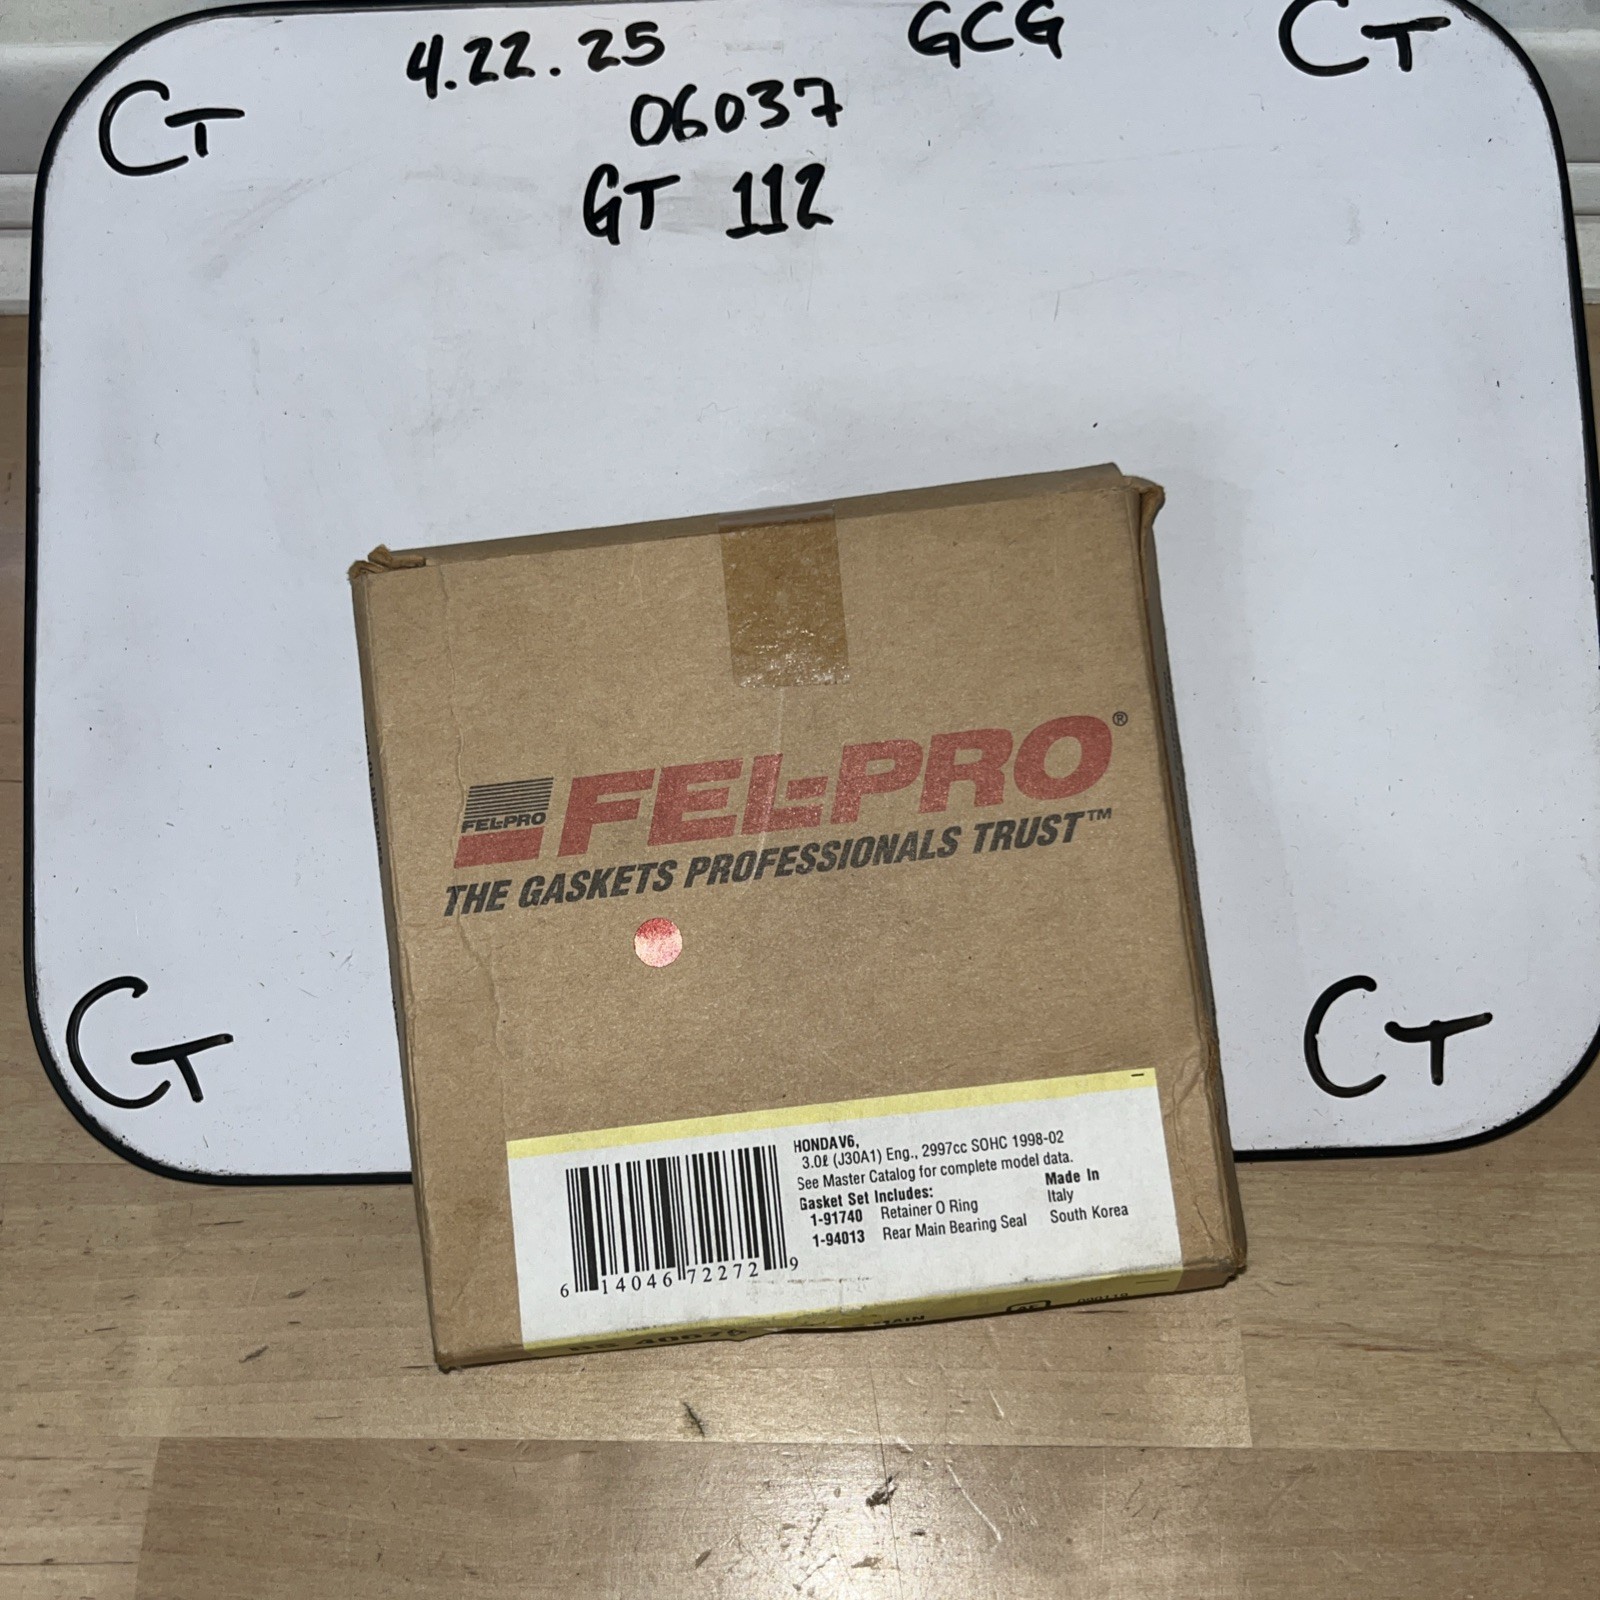 4.22.25 GCG CT
CT 06037
GT 112
FEL-PRO®
FEL-PRO
THE GASKETS PROFESSIONALS TRUST™
HONDA V6,
3.0ℓ (J30A1) Eng., 2997cc SOHC 1998-02
See Master Catalog for complete model data.
Gasket Set Includes: Made In
1-91740 Retainer O Ring Italy
1-94013 Rear Main Bearing Seal South Korea
6 14046 72272 9
CT CT